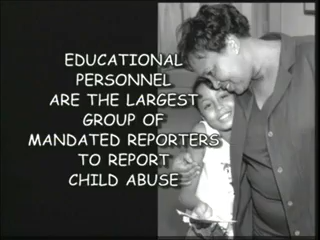 EDUCATIONAL
PERSONNEL
ARE THE LARGEST
GROUP OF
MANDATED REPORTERS
TO REPORT
CHILD ABUSE